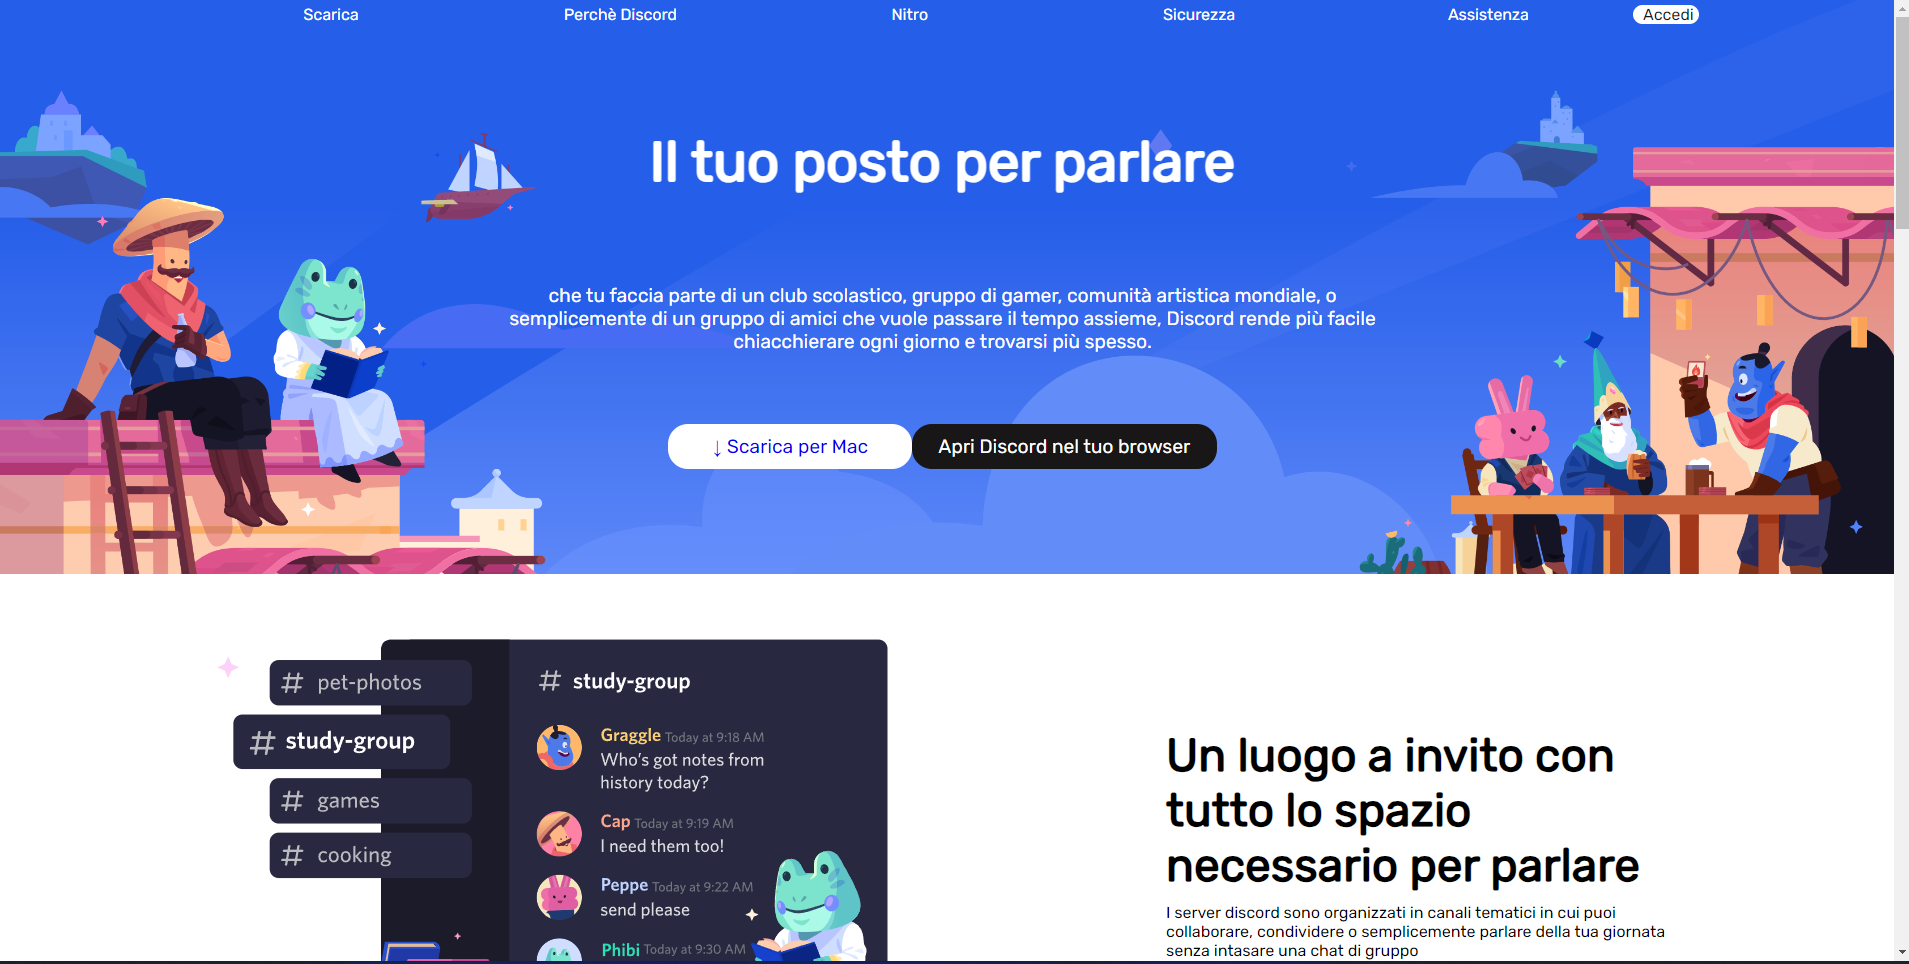 Scarica Perchè Discord Nitro Sicurezza Assistenza Accedi
Il tuo posto per parlare
che tu faccia parte di un club scolastico, gruppo di gamer, comunità artistica mondiale, o
semplicemente di un gruppo di amici che vuole passare il tempo assieme, Discord rende più facile
chiacchierare ogni giorno e trovarsi più spesso.
↓ Scarica per Mac
Apri Discord nel tuo browser
# pet-photos
# study-group
# games
# cooking
# study-group
Graggle Today at 9:18 AM
Who's got notes from
history today?
Cap Today at 9:19 AM
I need them too!
Peppe Today at 9:22 AM
send please
Phibi Today at 9:30 AM
Un luogo a invito con
tutto lo spazio
necessario per parlare
I server discord sono organizzati in canali tematici in cui puoi
collaborare, condividere o semplicemente parlare della tua giornata
senza intasare una chat di gruppo